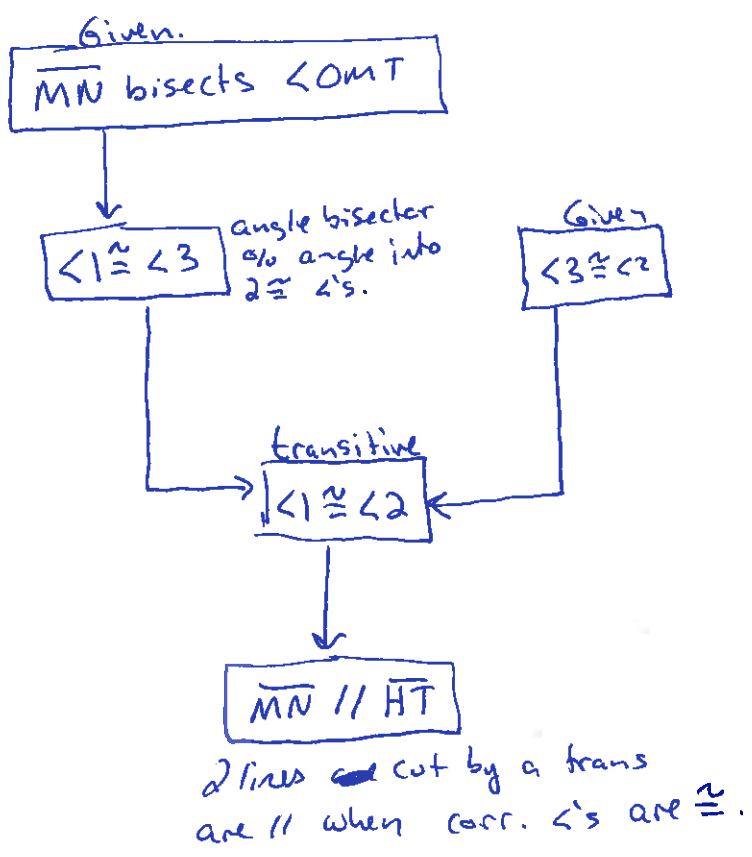 Given.
MN bisects <OMT
<1 ≅ <3
angle bisector
o/o angle into
2 ≅ <'s.
Given
<3 ≅ <2
transitive
<1 ≅ <2
MN // HT
2 lines cut by a trans
are // when corr. <'s are ≅.